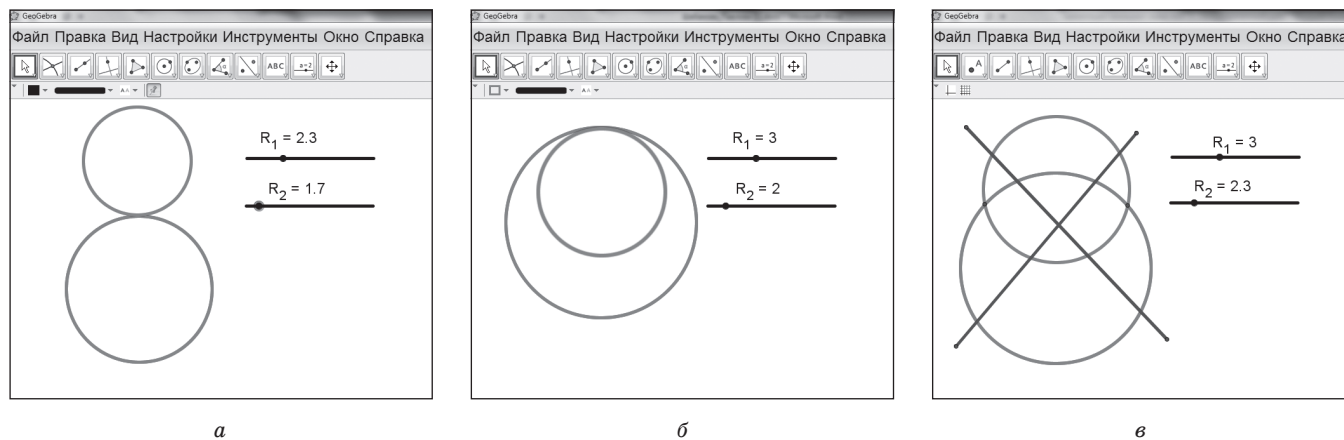 GeoGebra
Файл Правка Вид Настройки Инструменты Окно Справка
ABC a=2
R1 = 2.3
R2 = 1.7
а
GeoGebra
Файл Правка Вид Настройки Инструменты Окно Справка
ABC a=2
R1 = 3
R2 = 2
б
GeoGebra
Файл Правка Вид Настройки Инструменты Окно Справка
A ABC a=2
R1 = 3
R2 = 2.3
в